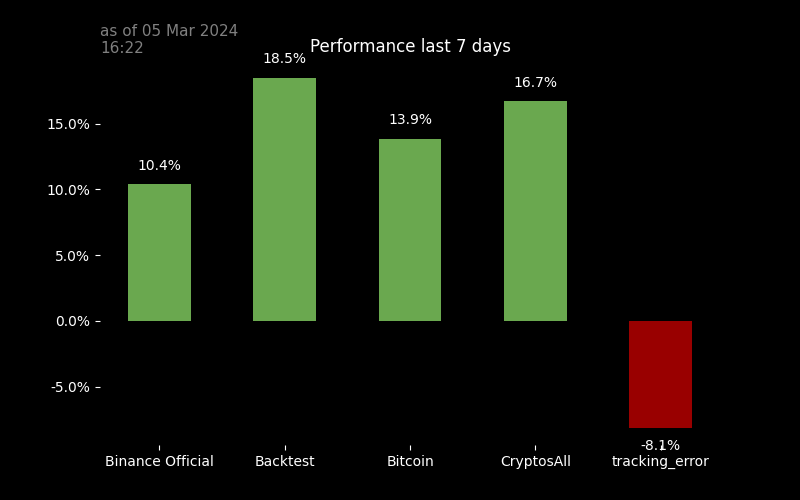 as of 05 Mar 2024
16:22
Performance last 7 days
18.5%
16.7%
13.9%
10.4%
15.0%
10.0%
5.0%
0.0%
-5.0%
-8.1%
Binance Official
Backtest
Bitcoin
CryptosAll
tracking_error